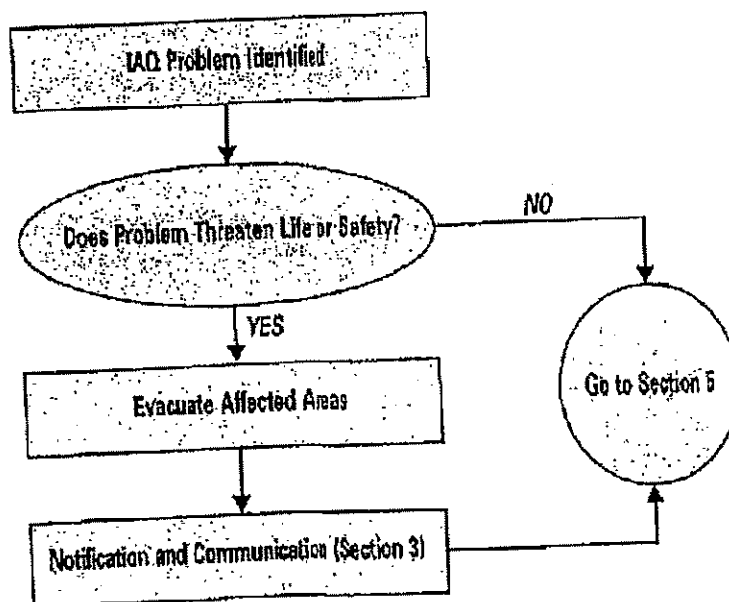 IAQ Problem Identified
Does Problem Threaten Life or Safety?
NO
YES
Evacuate Affected Areas
Go to Section 5
Notification and Communication (Section 3)